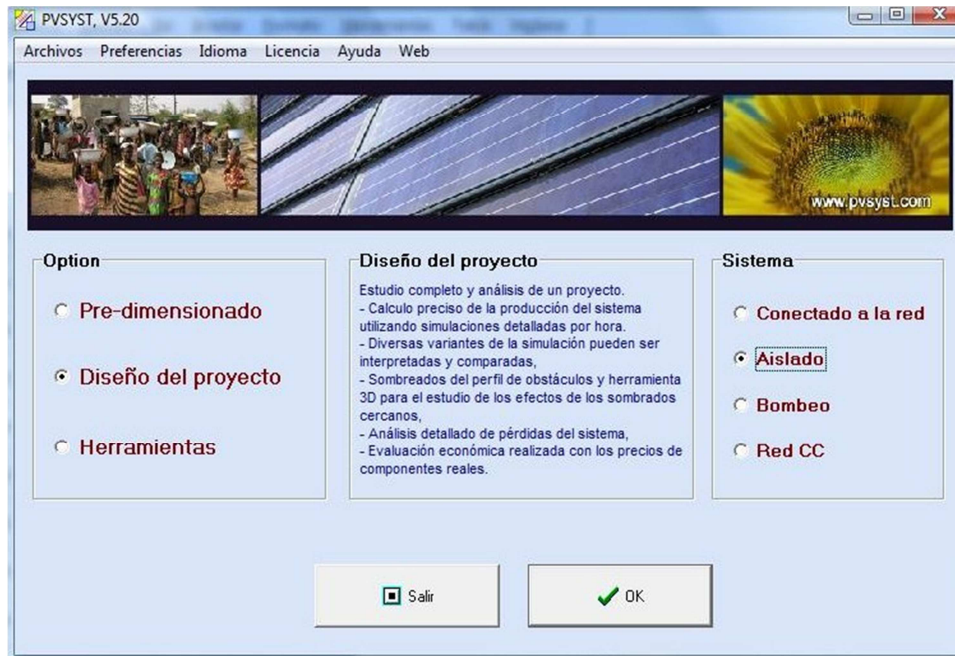 PVSYST, V5.20
Archivos Preferencias Idioma Licencia Ayuda Web
www.pvsyst.com
Option
Pre-dimensionado
Diseño del proyecto
Herramientas
Diseño del proyecto
Estudio completo y análisis de un proyecto.
- Calculo preciso de la producción del sistema
utilizando simulaciones detalladas por hora.
- Diversas variantes de la simulación pueden ser
interpretadas y comparadas,
- Sombreados del perfil de obstáculos y herramienta
3D para el estudio de los efectos de los sombrados
cercanos,
- Análisis detallado de pérdidas del sistema,
- Evaluación económica realizada con los precios de
componentes reales.
Sistema
Conectado a la red
Aislado
Bombeo
Red CC
Salir
OK